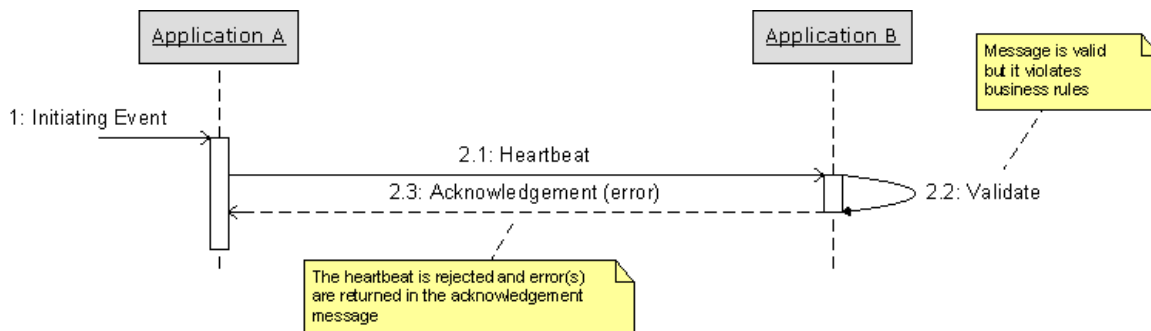 Application A
Application B
Message is valid
but it violates
business rules
1: Initiating Event
2.1: Heartbeat
2.3: Acknowledgement (error)
2.2: Validate
The heartbeat is rejected and error(s)
are returned in the acknowledgement
message